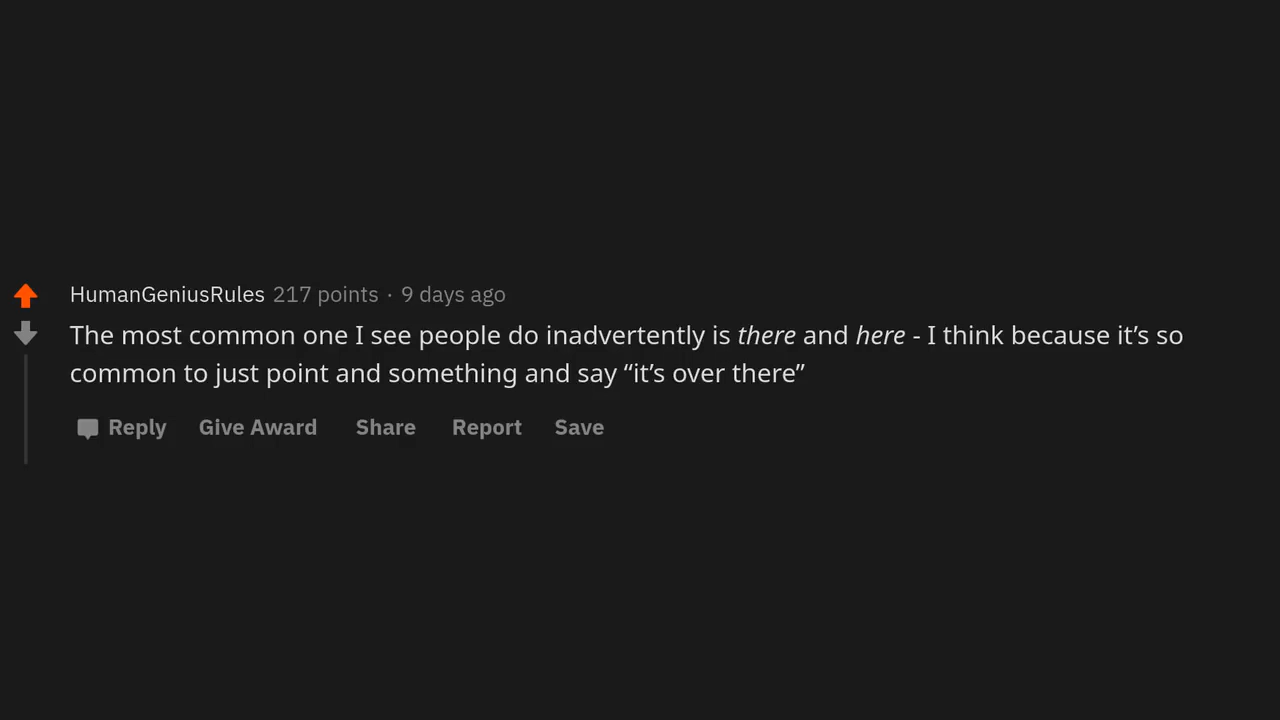 HumanGeniusRules 217 points · 9 days ago
The most common one I see people do inadvertently is there and here - I think because it’s so
common to just point and something and say “it’s over there”
Reply Give Award Share Report Save